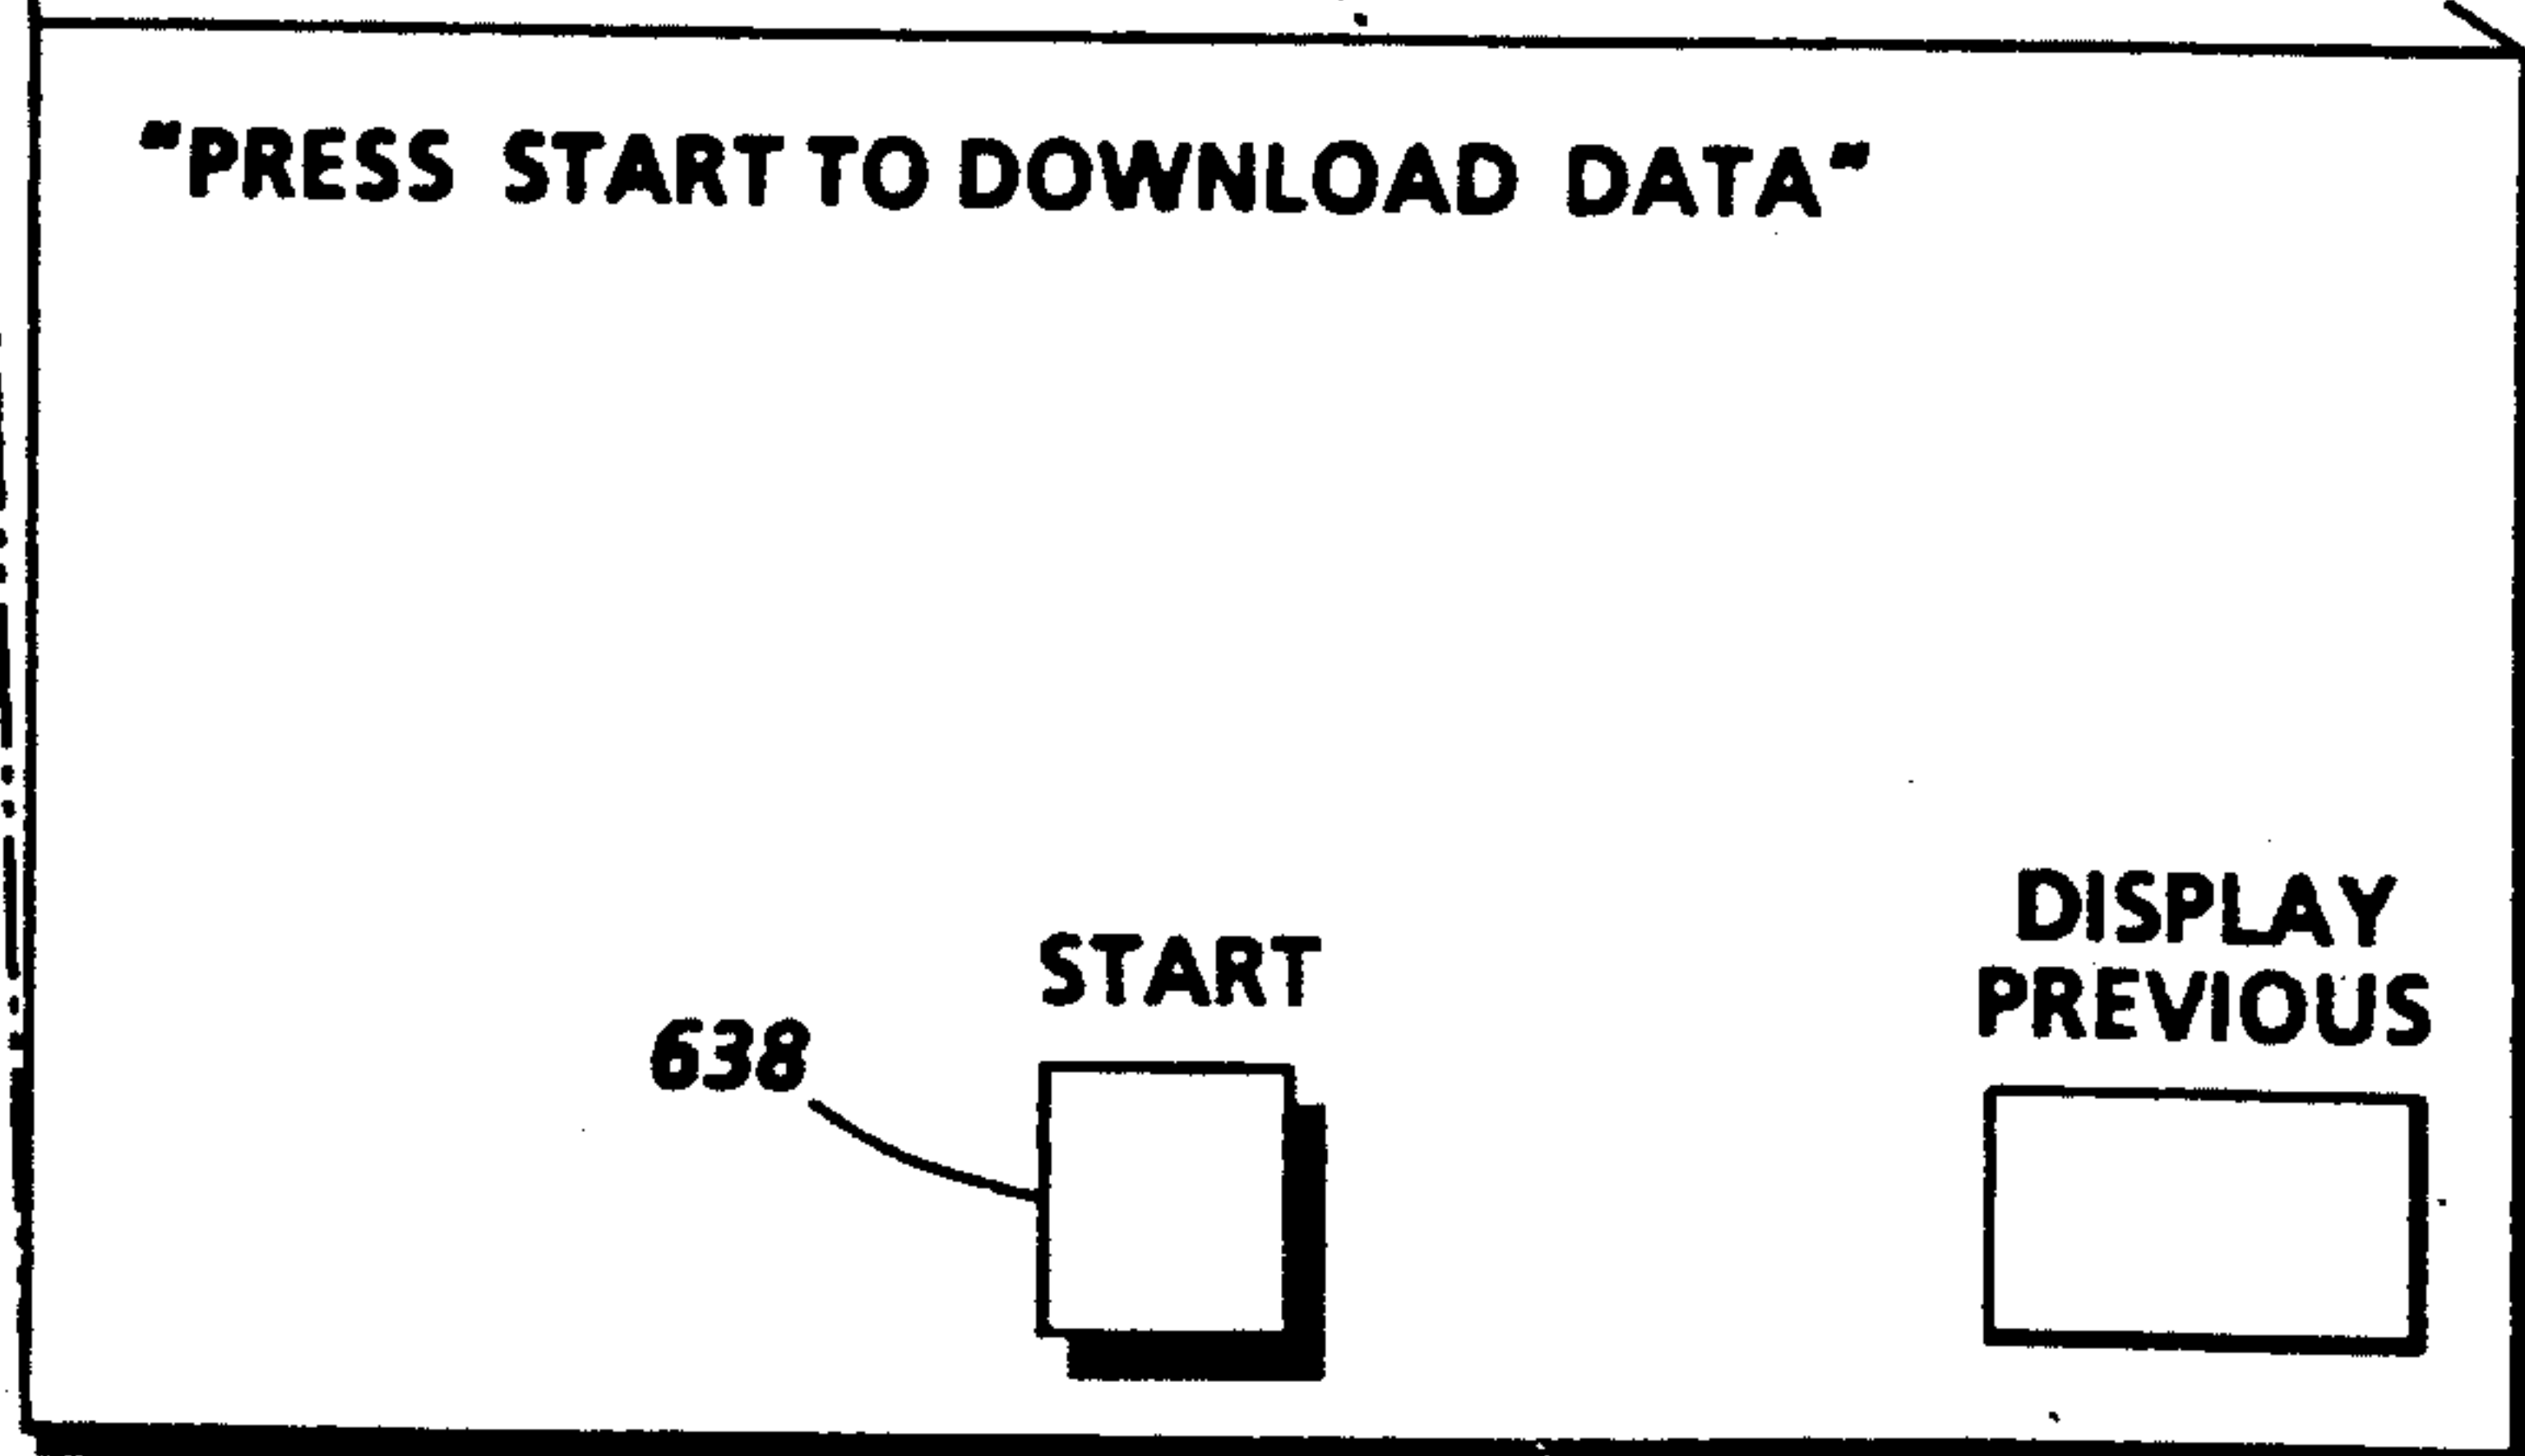 "PRESS START TO DOWNLOAD DATA"
DISPLAY
PREVIOUS
START
638